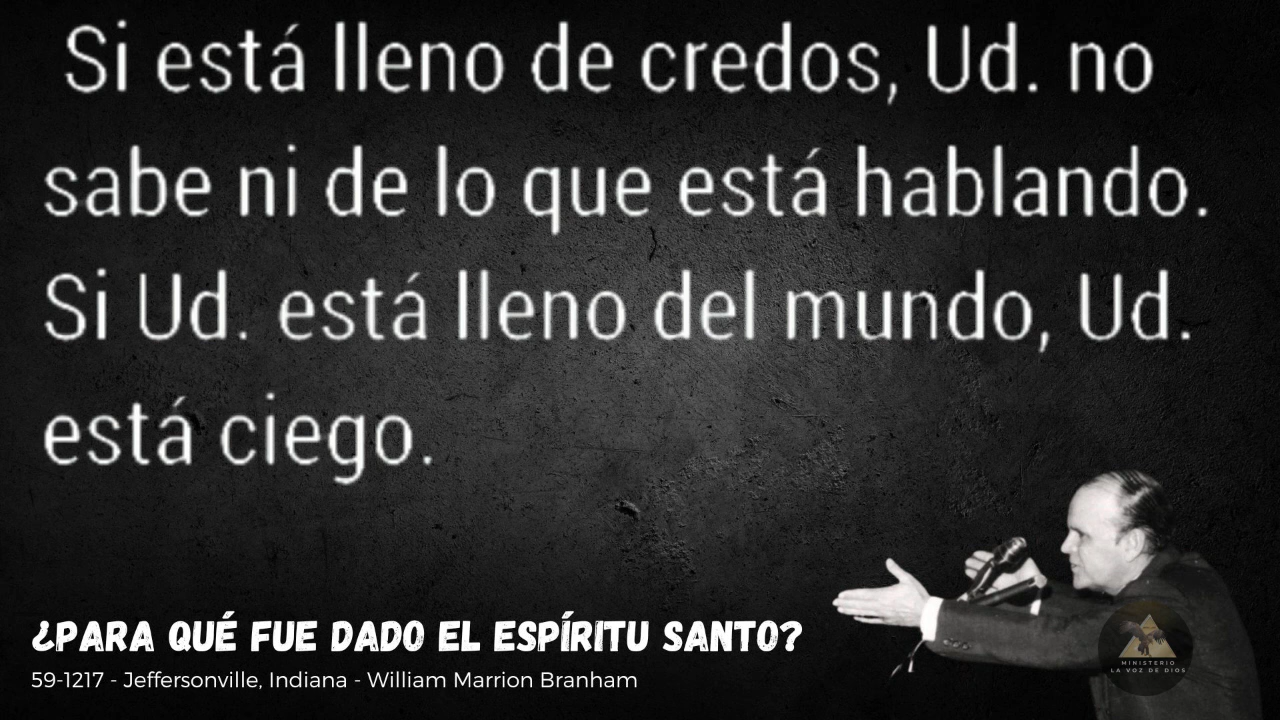 Si está lleno de credos, Ud. no
sabe ni de lo que está hablando.
Si Ud. está lleno del mundo, Ud.
está ciego.
¿PARA QUÉ FUE DADO EL ESPÍRITU SANTO?
59-1217 - Jeffersonville, Indiana - William Marrion Branham
MINISTERIO
LA VOZ DE DIOS